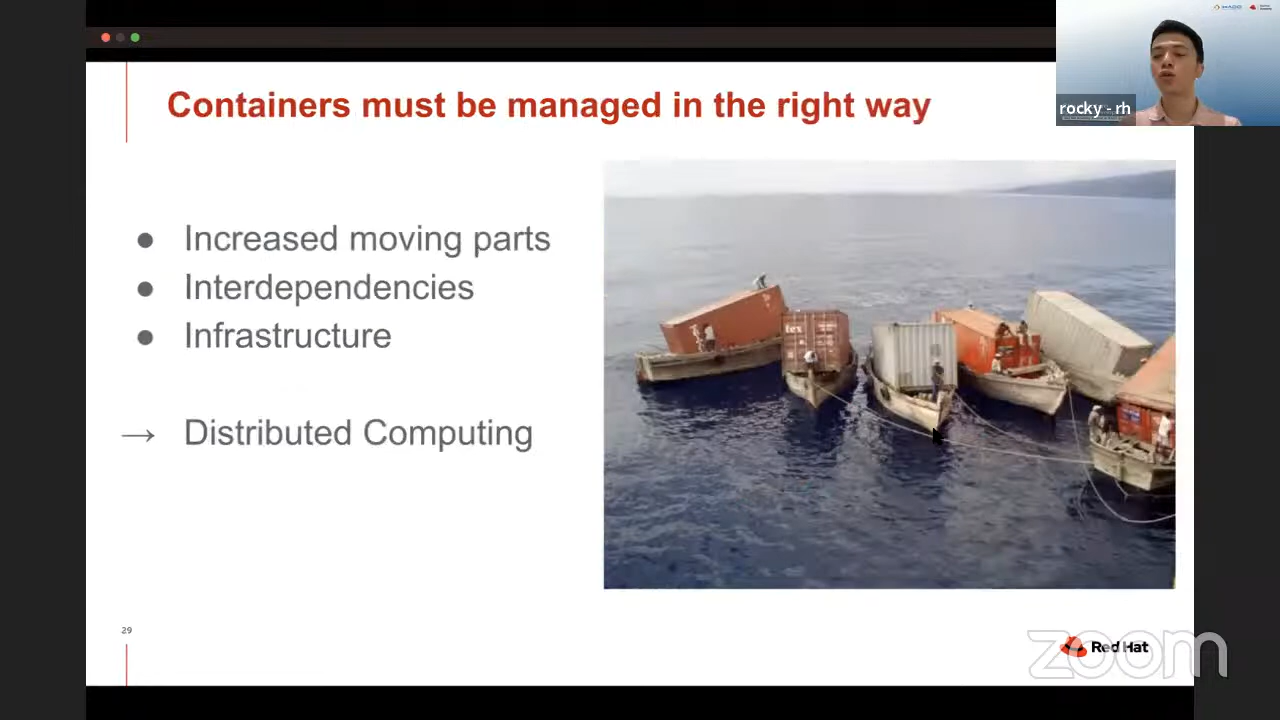 Containers must be managed in the right way
rocky - rh
● Increased moving parts
● Interdependencies
● Infrastructure
→ Distributed Computing
tex
29
Red Hat
zoom